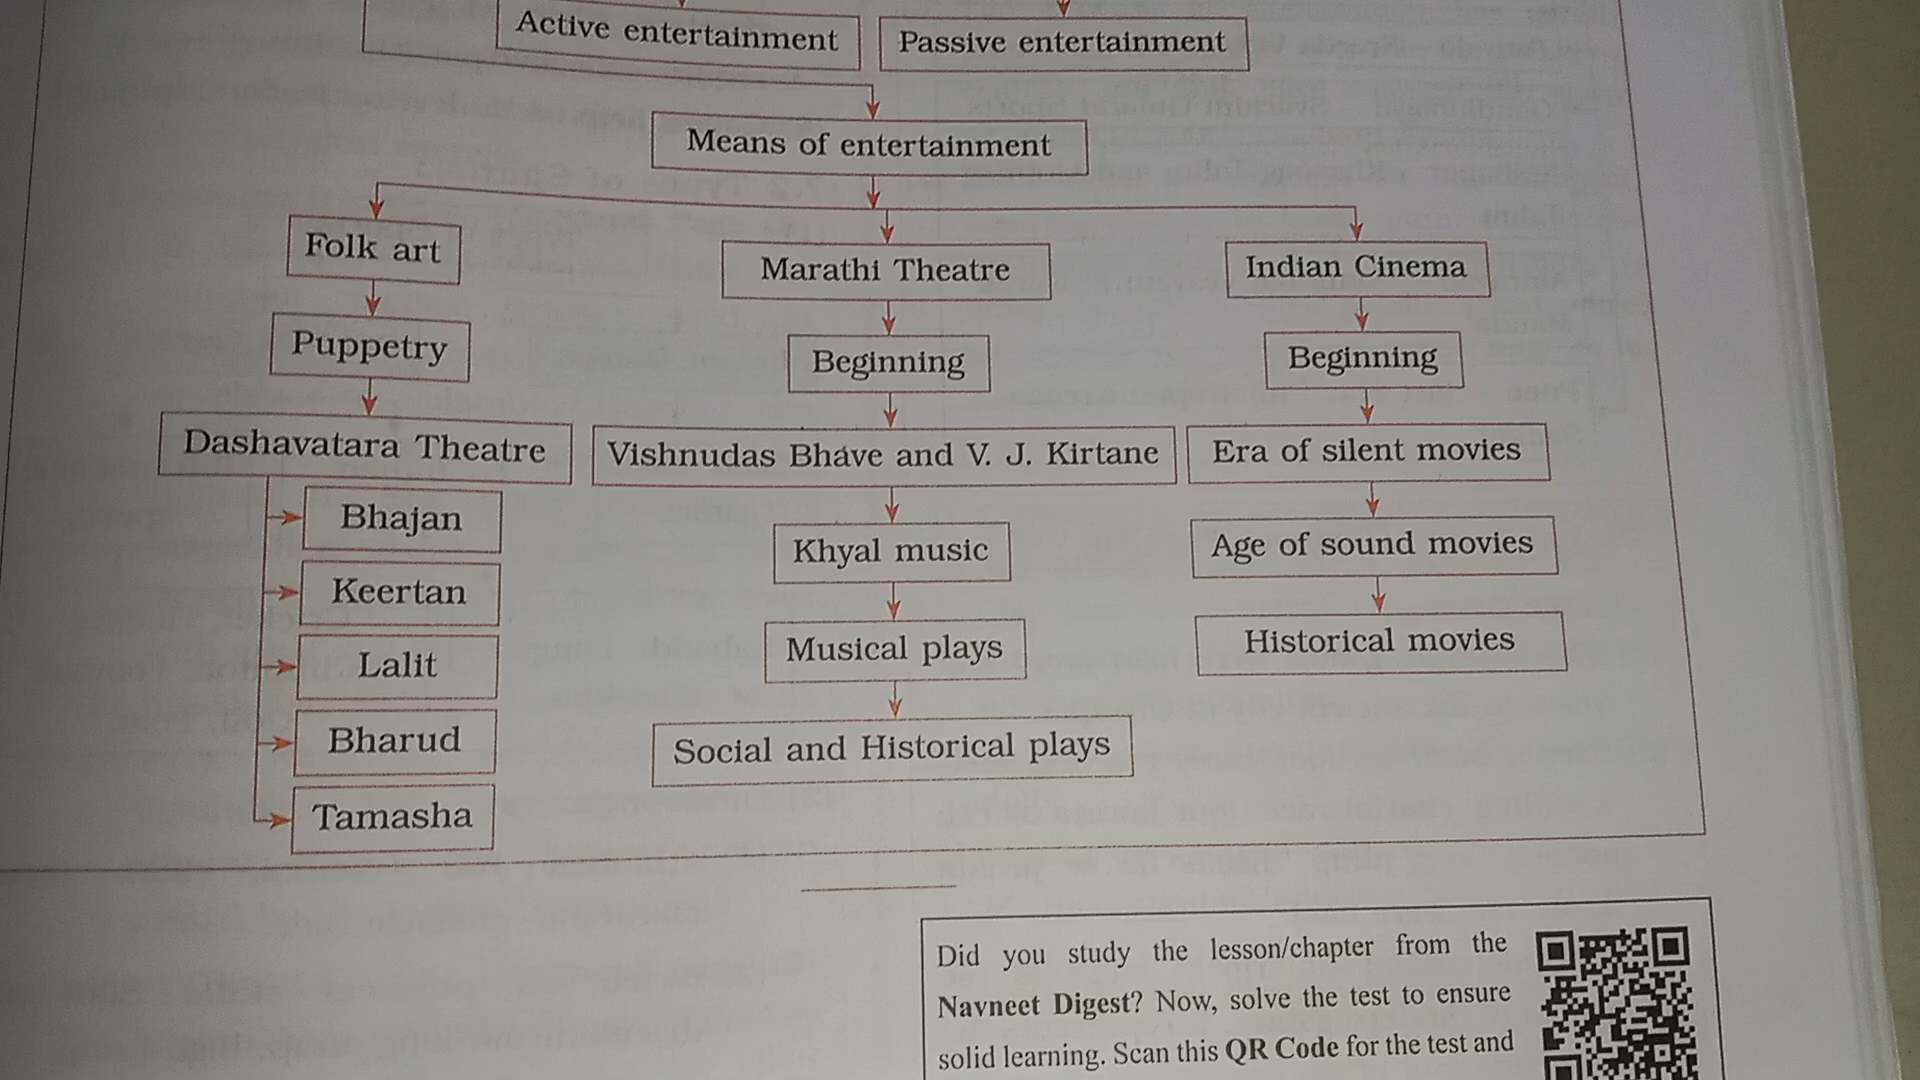 Active entertainment
Passive entertainment
Means of entertainment
Folk art
Marathi Theatre
Indian Cinema
Puppetry
Beginning
Beginning
Dashavatara Theatre
Vishnudas Bhave and V. J. Kirtane
Era of silent movies
Bhajan
Khyal music
Age of sound movies
Keertan
Lalit
Musical plays
Historical movies
Bharud
Social and Historical plays
Tamasha
Did you study the lesson/chapter from the
Navneet Digest? Now, solve the test to ensure
solid learning. Scan this QR Code for the test and